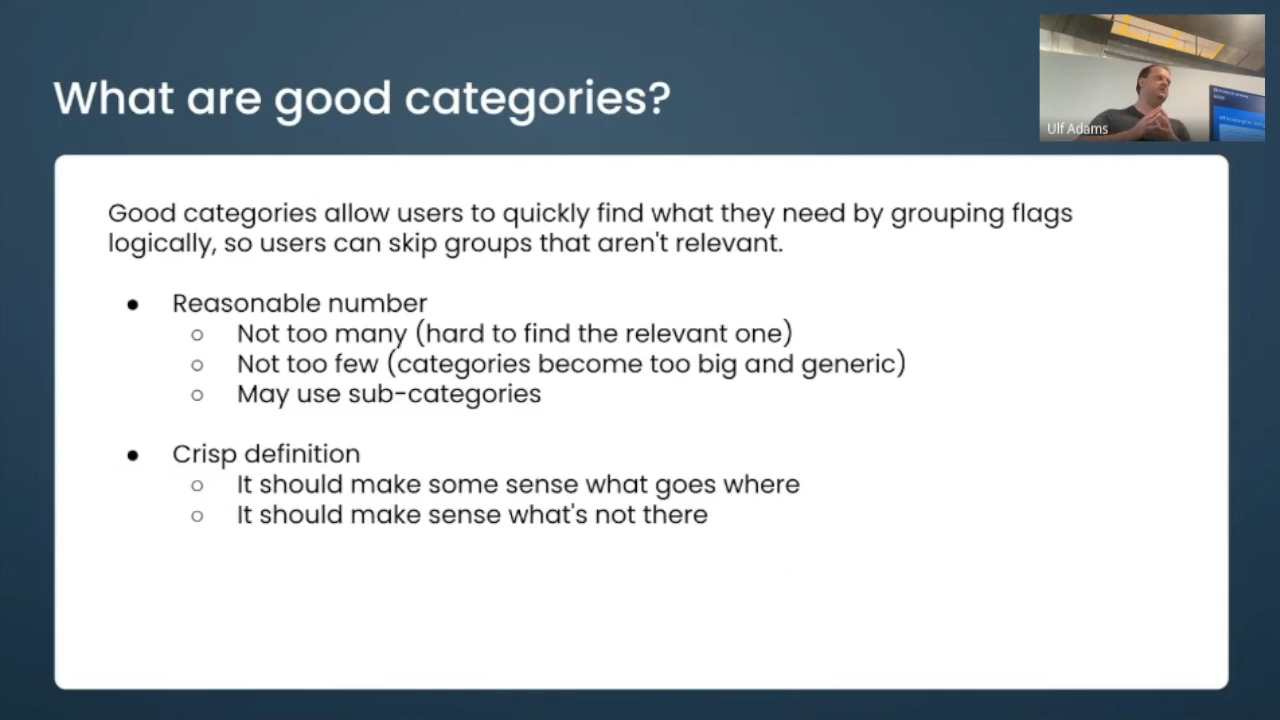 What are good categories?
Ulf Adams
Good categories allow users to quickly find what they need by grouping flags
logically, so users can skip groups that aren't relevant.
● Reasonable number
○ Not too many (hard to find the relevant one)
○ Not too few (categories become too big and generic)
○ May use sub-categories
● Crisp definition
○ It should make some sense what goes where
○ It should make sense what's not there